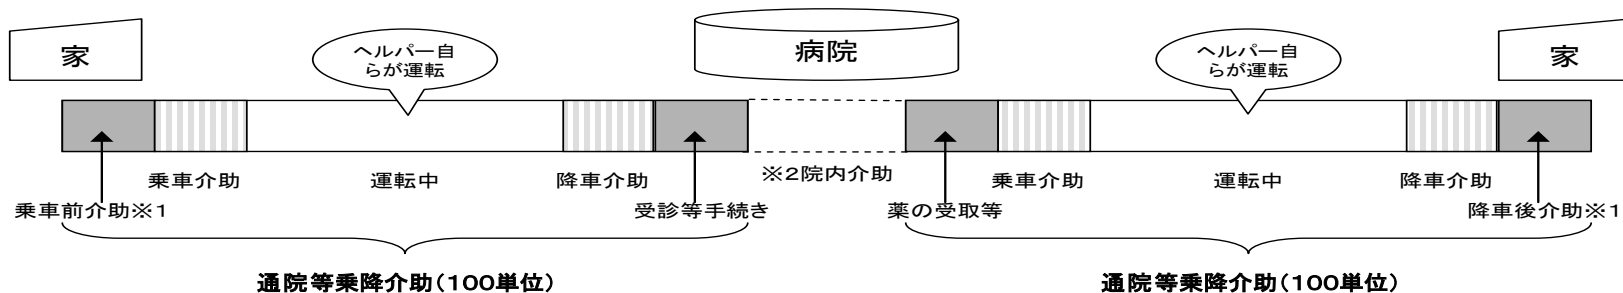 家
ヘルパー自
らが運転
病院
ヘルパー自
らが運転
家
乗車介助
運転中
降車介助
※2院内介助
乗車介助
運転中
降車介助
乗車前介助※1
受診等手続き
薬の受取等
降車後介助※1
通院等乗降介助(100単位)
通院等乗降介助(100単位)